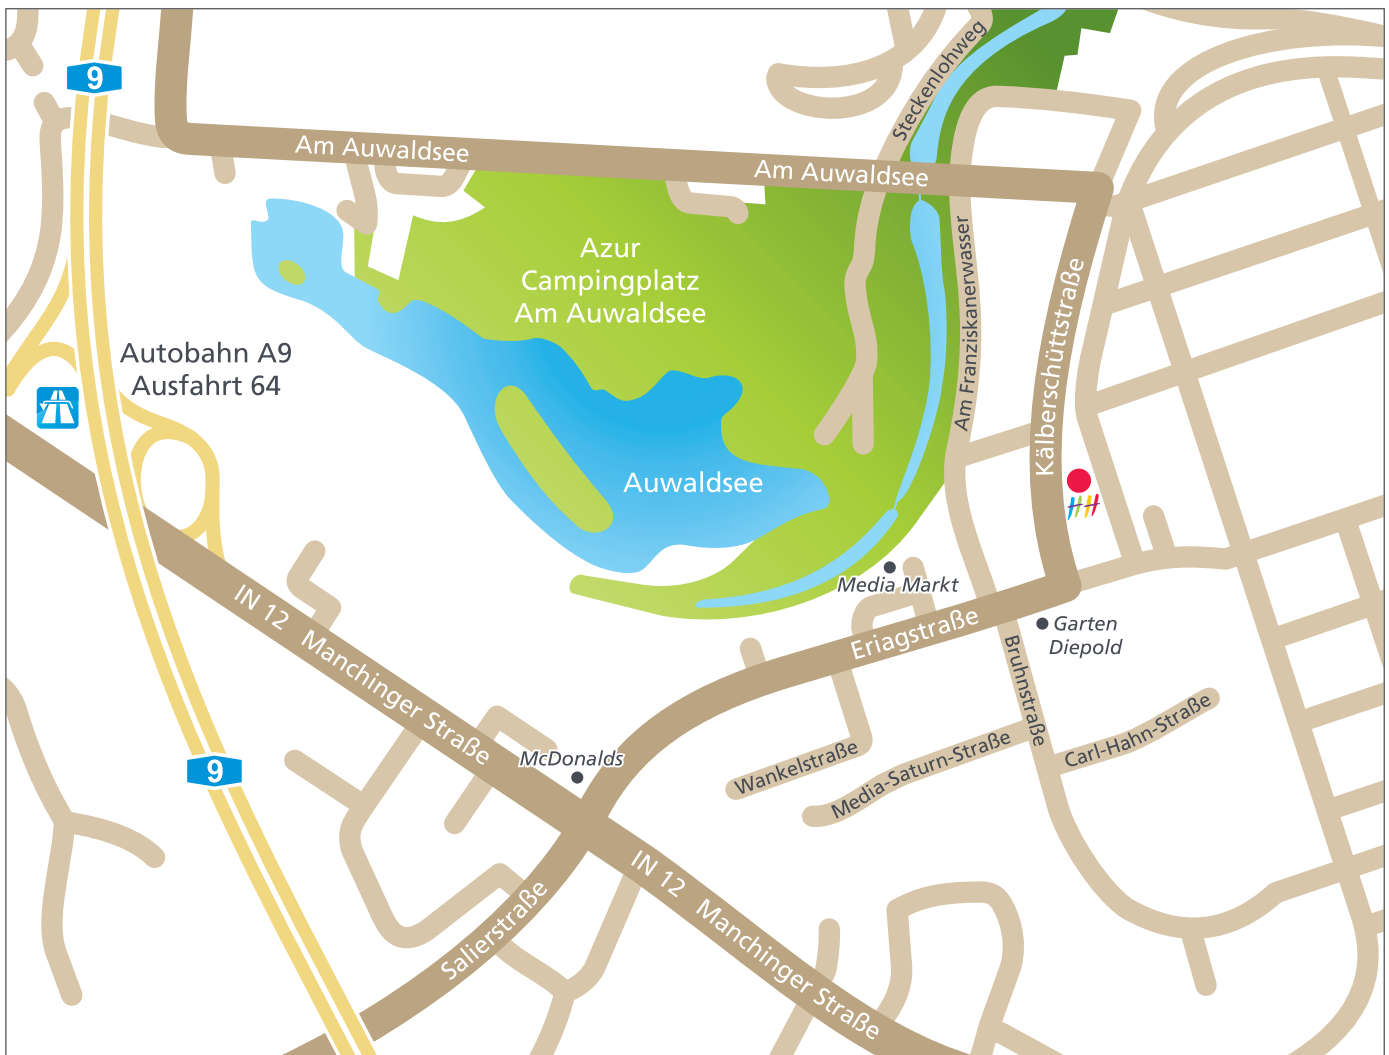 Steckenlohweg
9
Am Auwaldsee
Am Auwaldsee
Azur
Campingplatz
Am Auwaldsee
Am Franziskanerwasser
Kälberschüttstraße
Autobahn A9
Ausfahrt 64
Auwaldsee
Media Markt
IN 12 Manchinger Straße
Eriagstraße
Garten
Diepold
Bruhnstraße
Carl-Hahn-Straße
Wankelstraße
Media-Saturn-Straße
McDonalds
9
IN 12 Manchinger Straße
Salierstraße